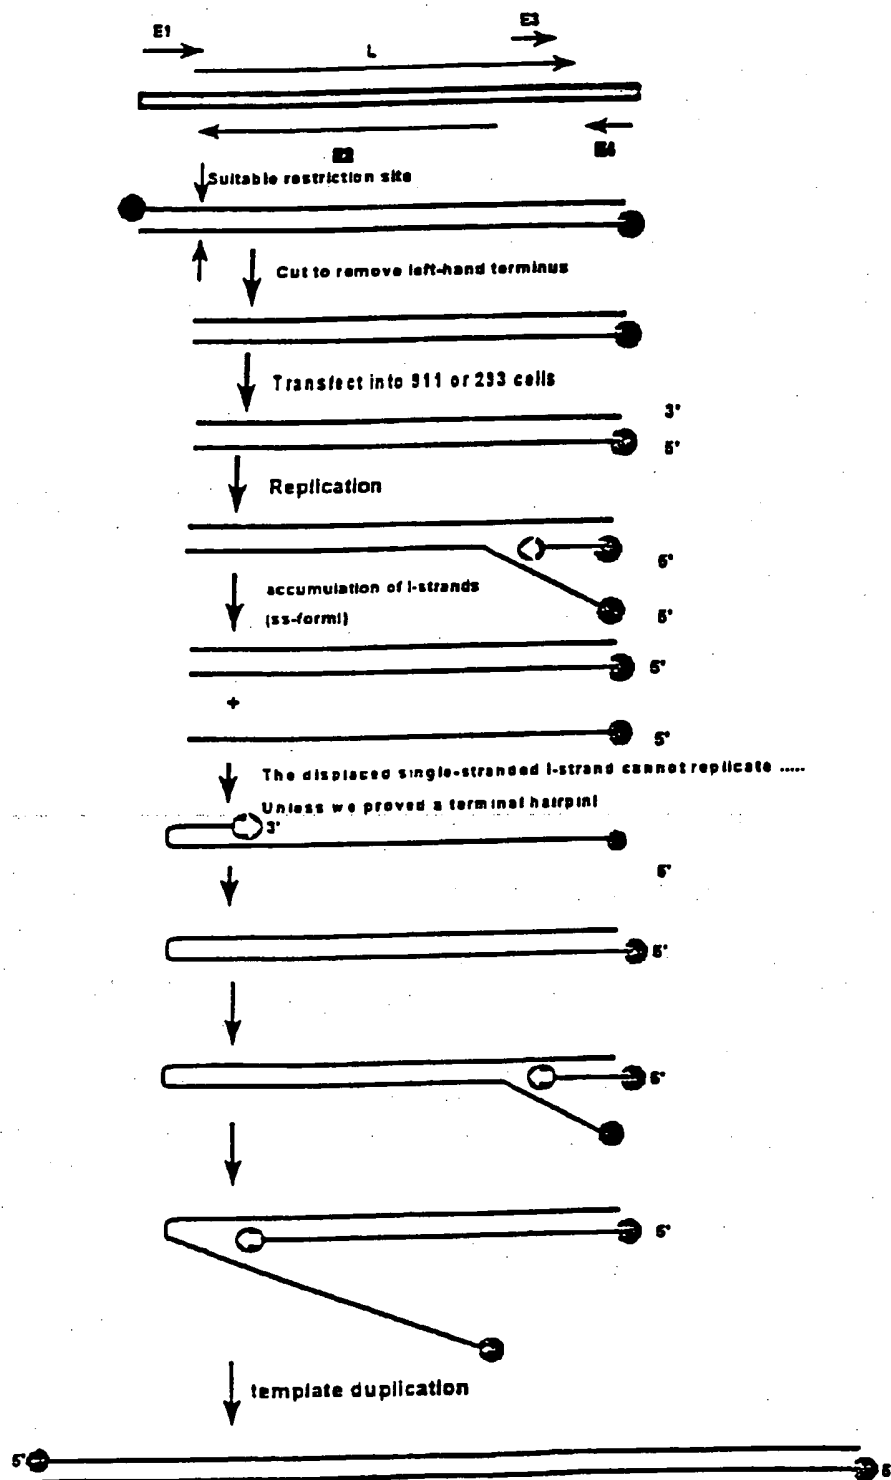 E1
E3
L
E2
E4
Suitable restriction site
Cut to remove left-hand terminus
Transfect into 911 or 293 cells
3'
5'
Replication
5'
accumulation of l-strands
(ss-form!)
5'
5'
+
5'
The displaced single-stranded l-strand cannot replicate .....
Unless we proved a terminal hairpin!
3'
5'
5'
5'
5'
template duplication
5'
5'